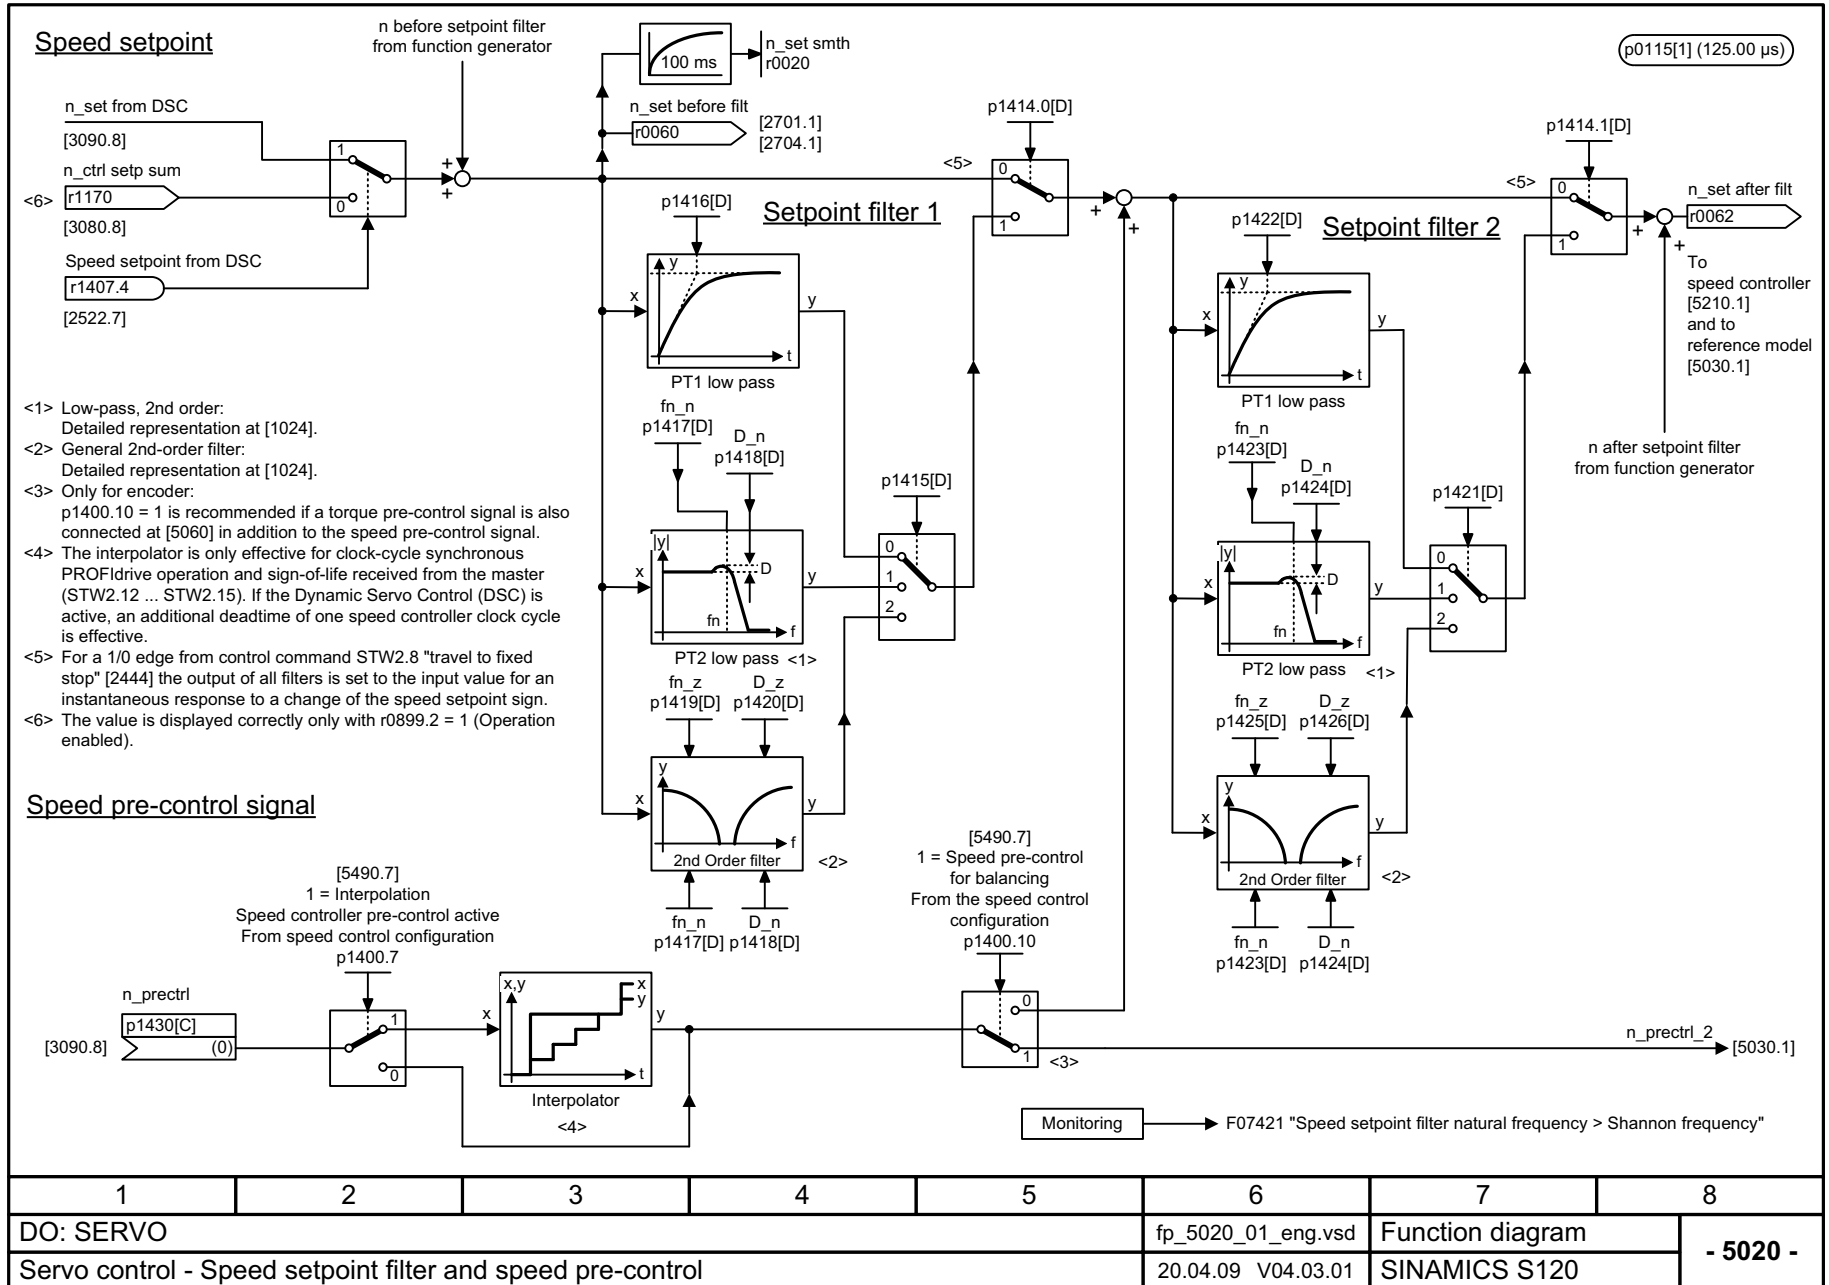 Speed setpoint
n before setpoint filter
from function generator
100 ms
n_set smth
r0020
p0115[1] (125.00 µs)
n_set from DSC
[3090.8]
n_ctrl setp sum
<6>
r1170
[3080.8]
Speed setpoint from DSC
r1407.4
[2522.7]
1
0
+
+
n_set before filt
r0060
[2701.1]
[2704.1]
<5>
p1414.0[D]
0
1
+
+
p1416[D]
Setpoint filter 1
x
y
t
y
PT1 low pass
fn_n
p1417[D]
D_n
p1418[D]
p1415[D]
x
|y|
D
fn
f
y
PT2 low pass <1>
0
1
2
fn_z
p1419[D]
D_z
p1420[D]
x
y
f
y
2nd Order filter
<2>
fn_n
p1417[D]
D_n
p1418[D]
<5>
p1414.1[D]
0
1
+
+
n_set after filt
r0062
To
speed controller
[5210.1]
and to
reference model
[5030.1]
n after setpoint filter
from function generator
p1422[D]
Setpoint filter 2
x
y
t
y
PT1 low pass
fn_n
p1423[D]
D_n
p1424[D]
p1421[D]
x
|y|
D
fn
f
y
PT2 low pass <1>
0
1
2
fn_z
p1425[D]
D_z
p1426[D]
x
y
f
y
2nd Order filter
<2>
fn_n
p1423[D]
D_n
p1424[D]
<1> Low-pass, 2nd order:
Detailed representation at [1024].
<2> General 2nd-order filter:
Detailed representation at [1024].
<3> Only for encoder:
p1400.10 = 1 is recommended if a torque pre-control signal is also
connected at [5060] in addition to the speed pre-control signal.
<4> The interpolator is only effective for clock-cycle synchronous
PROFIdrive operation and sign-of-life received from the master
(STW2.12 ... STW2.15). If the Dynamic Servo Control (DSC) is
active, an additional deadtime of one speed controller clock cycle
is effective.
<5> For a 1/0 edge from control command STW2.8 "travel to fixed
stop" [2444] the output of all filters is set to the input value for an
instantaneous response to a change of the speed setpoint sign.
<6> The value is displayed correctly only with r0899.2 = 1 (Operation
enabled).
Speed pre-control signal
[5490.7]
1 = Interpolation
Speed controller pre-control active
From speed control configuration
p1400.7
n_prectrl
p1430[C]
(0)
[3090.8]
1
0
x
x,y
x
y
t
y
Interpolator
<4>
[5490.7]
1 = Speed pre-control
for balancing
From the speed control
configuration
p1400.10
0
1
<3>
n_prectrl_2
[5030.1]
Monitoring
F07421 "Speed setpoint filter natural frequency > Shannon frequency"
1 2 3 4 5 6 7 8
DO: SERVO
fp_5020_01_eng.vsd
Function diagram
- 5020 -
Servo control - Speed setpoint filter and speed pre-control
20.04.09 V04.03.01
SINAMICS S120